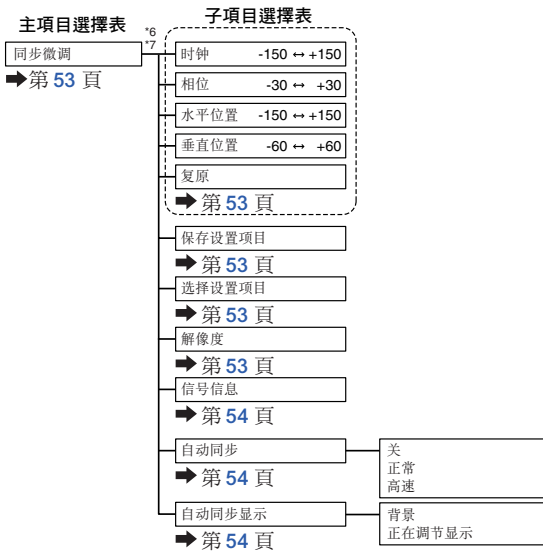 主項目選擇表
子項目選擇表
*6
*7
同步微调
➡第 53 頁
时钟 -150 ↔ +150
相位 -30 ↔ +30
水平位置 -150 ↔ +150
垂直位置 -60 ↔ +60
复原
➡ 第 53 頁
保存设置项目
➡ 第 53 頁
选择设置项目
➡ 第 53 頁
解像度
➡ 第 53 頁
信号信息
➡ 第 54 頁
自动同步
➡ 第 54 頁
关
正常
高速
自动同步显示
➡ 第 54 頁
背景
正在调节显示